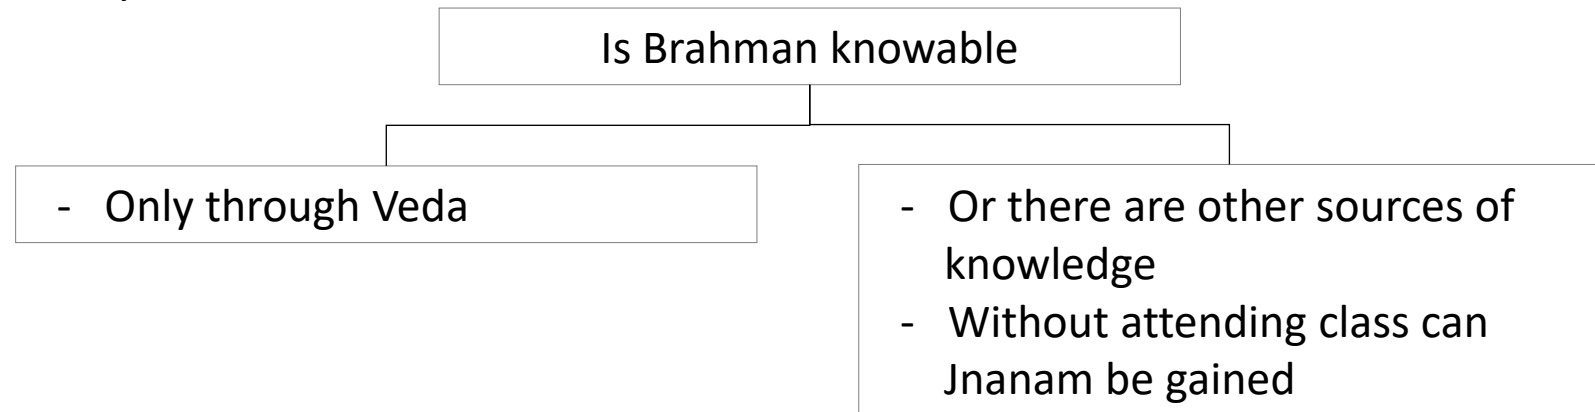 Is Brahman knowable
- Only through Veda
- Or there are other sources of
knowledge
- Without attending class can
Jnanam be gained